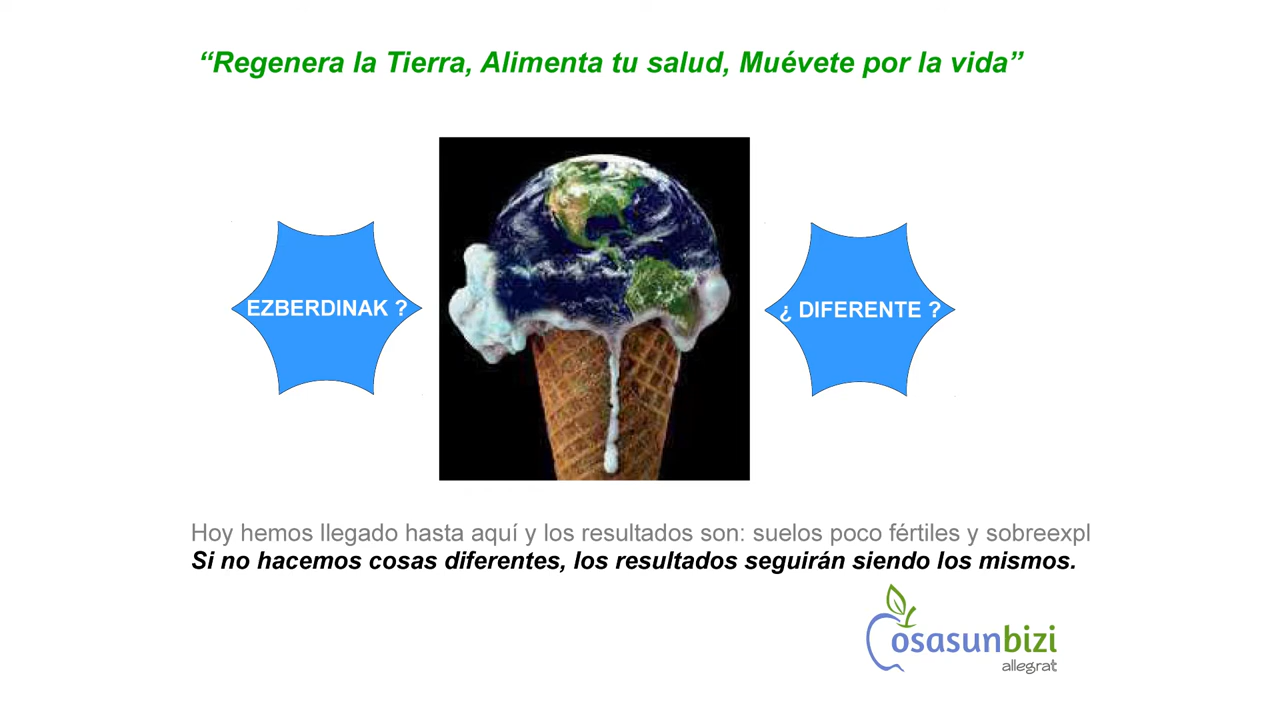 “Regenera la Tierra, Alimenta tu salud, Muévete por la vida”
EZBERDINAK ?
¿ DIFERENTE ?
Hoy hemos llegado hasta aquí y los resultados son: suelos poco fértiles y sobreexpl
Si no hacemos cosas diferentes, los resultados seguirán siendo los mismos.
osasunbizi
allegrat